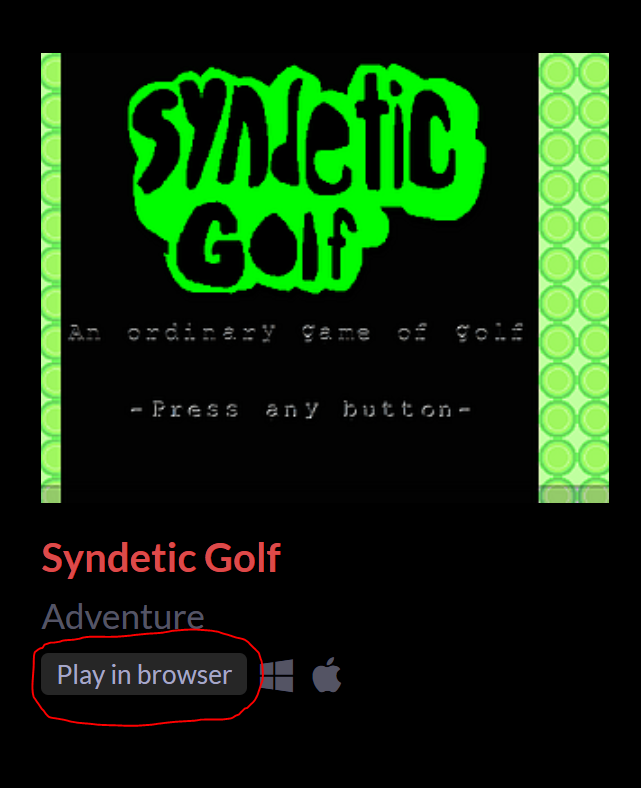 Syndetic
Golf
An ordinary game of golf
-Press any button-
Syndetic Golf
Adventure
Play in browser